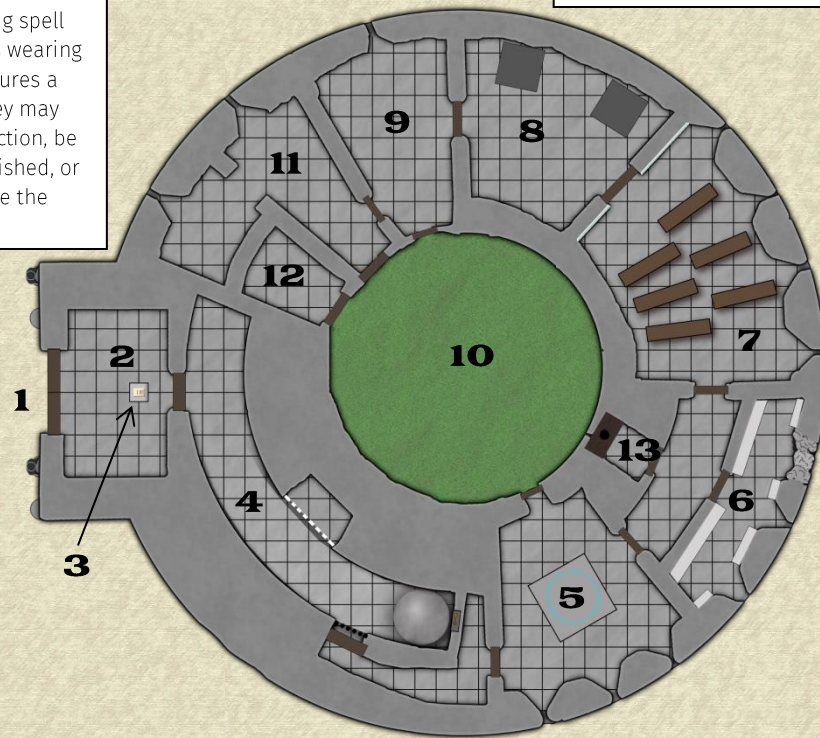 g spell
wearing
ures a
ey may
ction, be
ished, or
e the
9
8
11
12
10
7
2
1
13
6
4
5
3